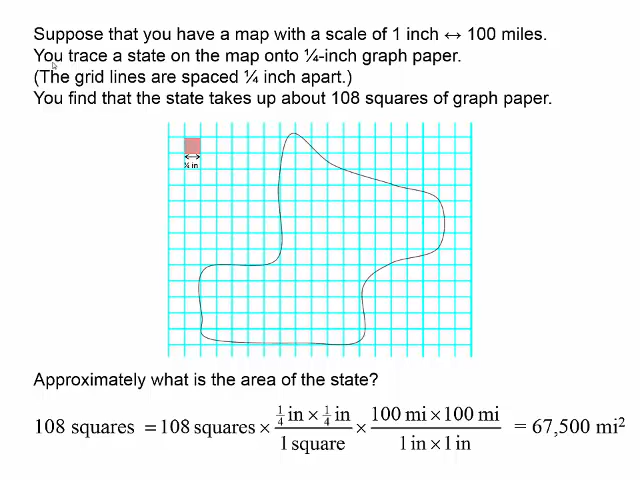 Suppose that you have a map with a scale of 1 inch ↔ 100 miles.
You trace a state on the map onto ¼-inch graph paper.
(The grid lines are spaced ¼ inch apart.)
You find that the state takes up about 108 squares of graph paper.
¼ in
Approximately what is the area of the state?
108 squares = 108 squares × (¼ in × ¼ in)/(1 square) × (100 mi × 100 mi)/(1 in × 1 in) = 67,500 mi²